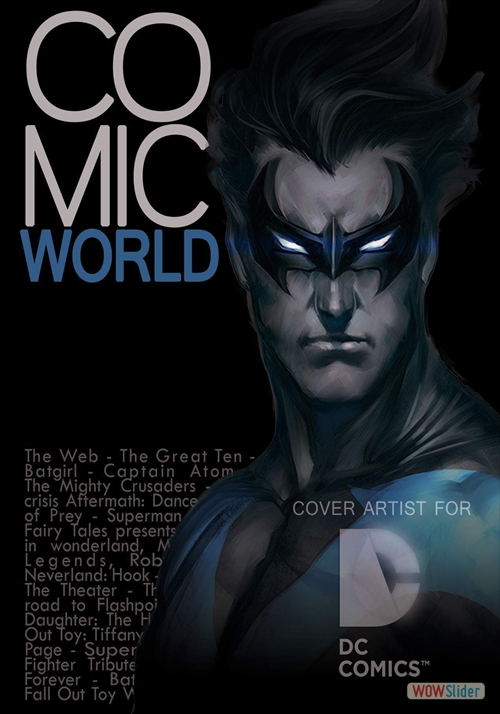 CO
MIC
WORLD
The Web - The Great Ten -
Batgirl - Captain Atom
The Mighty Crusaders -
crisis Aftermath: Dance
of Prey - Superman
Fairy Tales presents
in wonderland,
Legends,
Neverland: Hook -
The Theater -
road to
Daughter: The
Out Toy: Tiffany
Page - Super
Fighter Tribute
Forever - Bat
Fall Out Toy W
COVER ARTIST FOR
DC
DC
COMICS™
WOWSlider